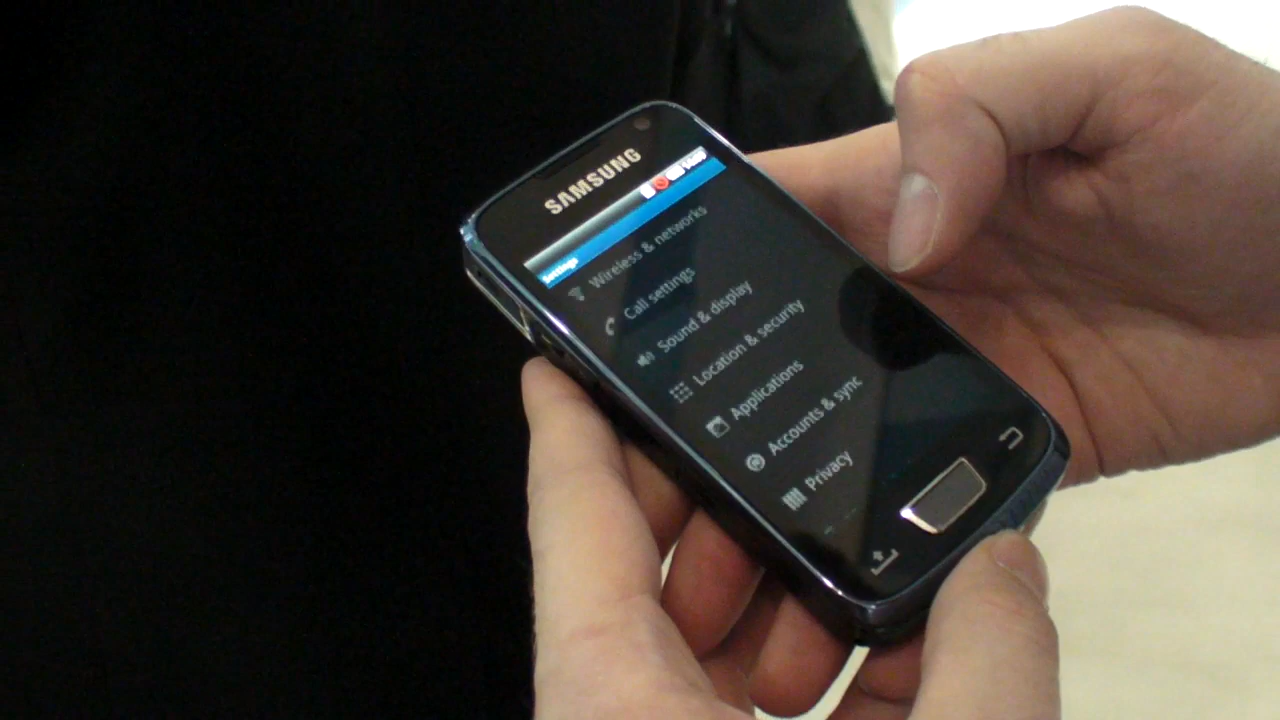 SAMSUNG
Settings
Wireless & networks
Call settings
Sound & display
Location & security
Applications
Accounts & sync
Privacy